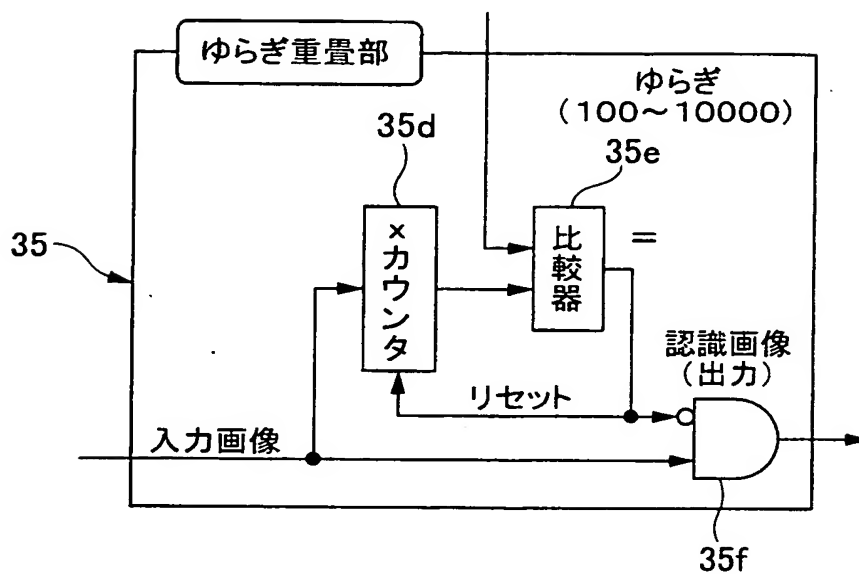 ゆらぎ重畳部
ゆらぎ
(100～10000)
35d
35e
35
×カウンタ
比較器
=
認識画像
(出力)
リセット
入力画像
35f